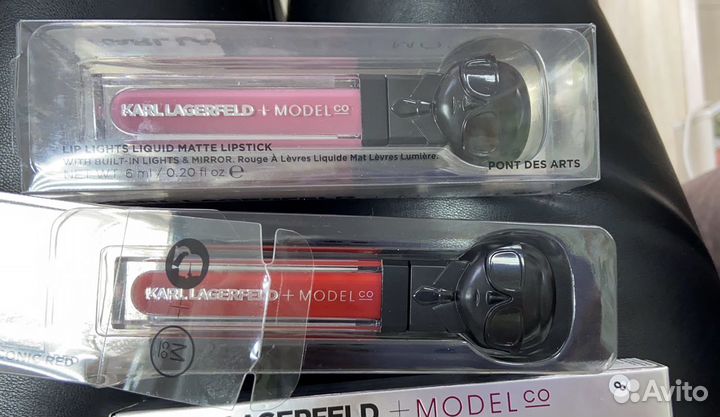 KARL LAGERFELD + MODEL CO
LIP LIGHTS LIQUID MATTE LIPSTICK
WITH BUILT-IN LIGHTS & MIRROR. Rouge À Lèvres Liquide Mat Lèvres Lumière.
NET WT. 6 ml / 0.20 fl oz ℮
PONT DES ARTS
KARL LAGERFELD + MODEL CO
M CO
ICONIC RED
LAGERFELD + MODEL CO
Avito